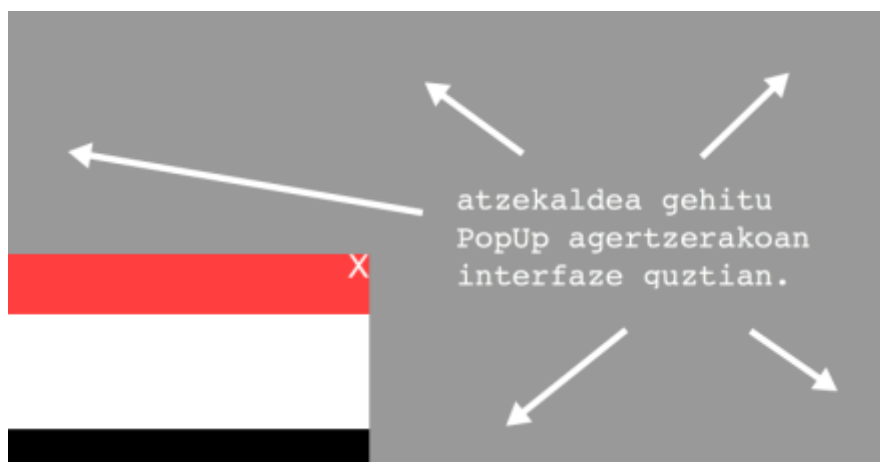 X
atzekaldea gehitu
PopUp agertzerakoan
interfaze guztian.